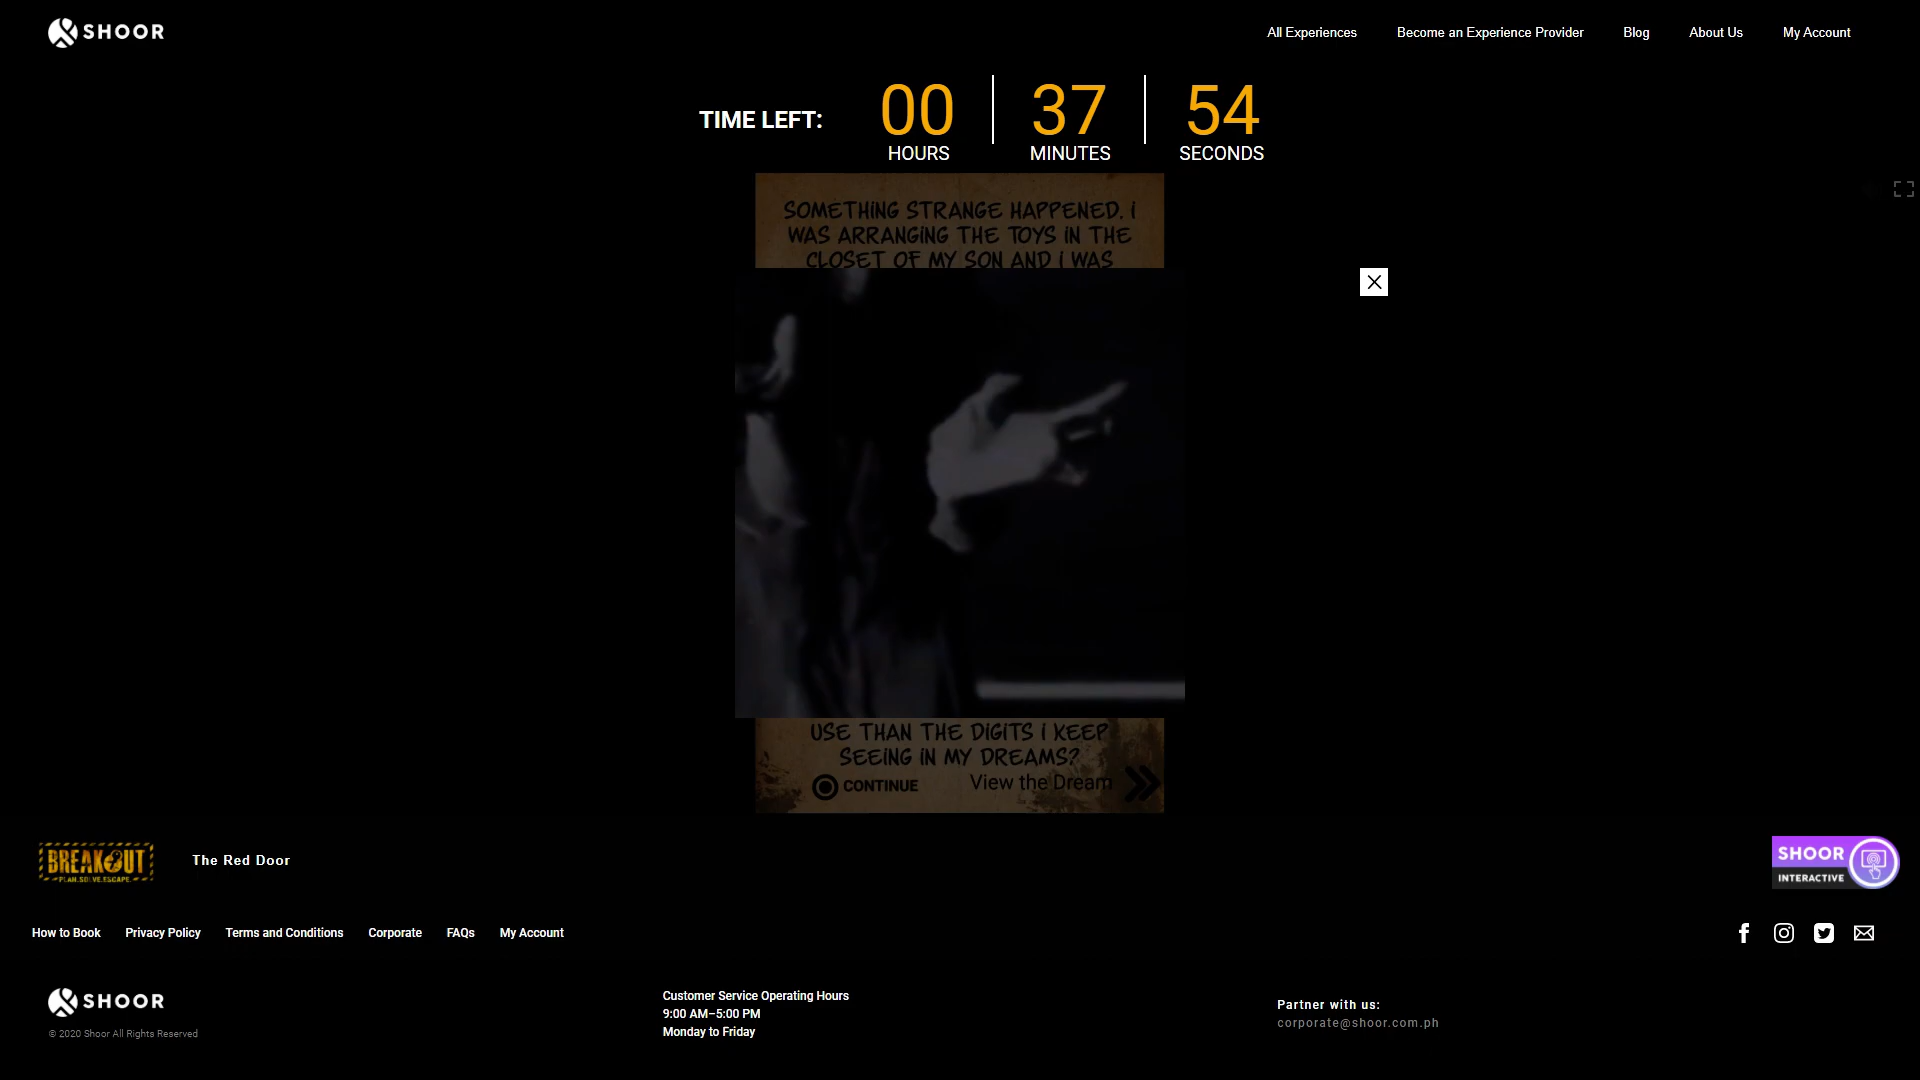 SHOOR
All Experiences
Become an Experience Provider
Blog
About Us
My Account
TIME LEFT:
00
HOURS
37
MINUTES
54
SECONDS
SOMETHING STRANGE HAPPENED. I
WAS ARRANGING THE TOYS IN THE
CLOSET OF MY SON AND I WAS
USE THAN THE DIGITS I KEEP
SEEING IN MY DREAMS?
CONTINUE
View the Dream
BREAKOUT
PLAN.SOLVE.ESCAPE.
The Red Door
SHOOR
INTERACTIVE
How to Book
Privacy Policy
Terms and Conditions
Corporate
FAQs
My Account
SHOOR
© 2020 Shoor All Rights Reserved
Customer Service Operating Hours
9:00 AM–5:00 PM
Monday to Friday
Partner with us:
corporate@shoor.com.ph